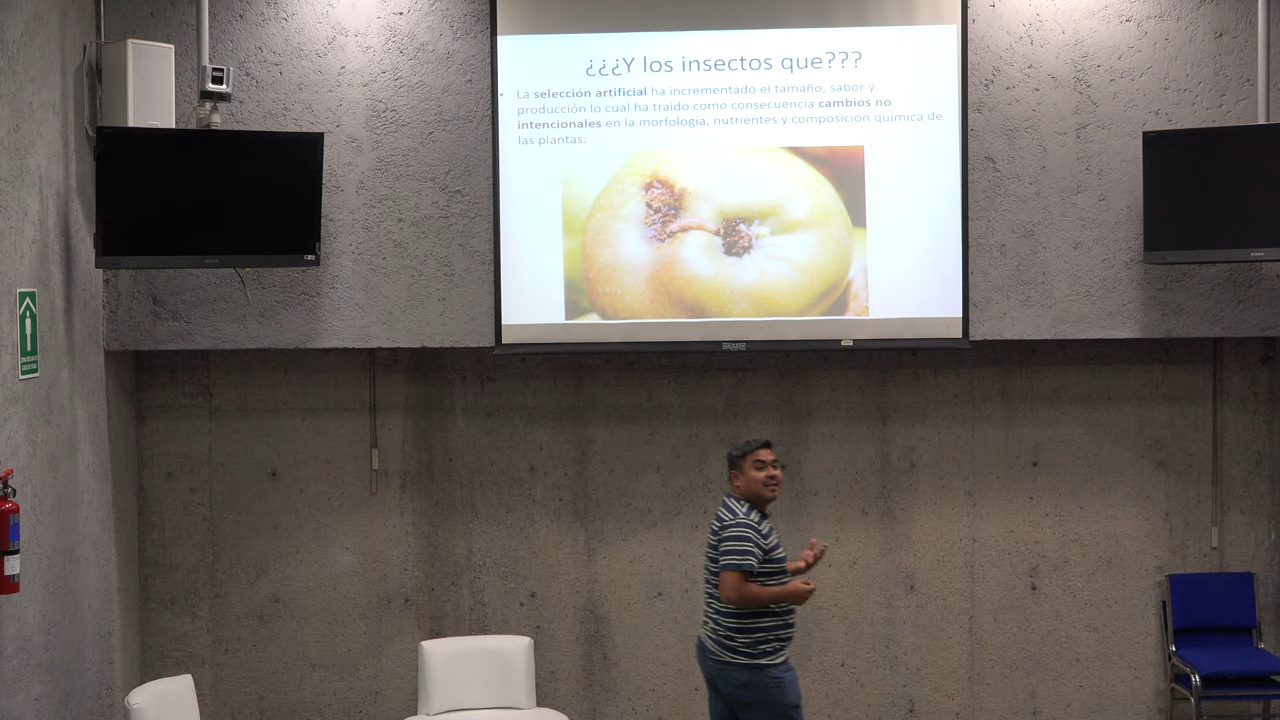 ¿¿¿Y los insectos que???
• La selección artificial ha incrementado el tamaño, sabor y
producción lo cual ha traido como consecuencia cambios no
intencionales en la morfología, nutrientes y composición química de
las plantas.